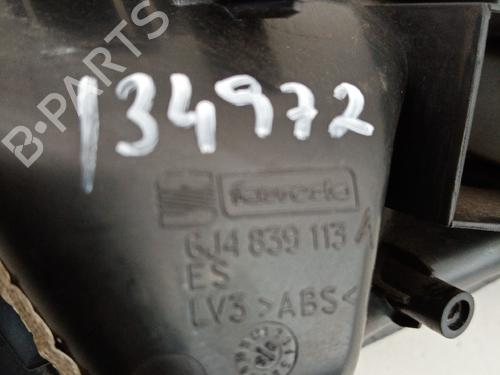 B-PARTS
134972
faurecia
6J4 839 113 A
ES
LV3 >ABS<